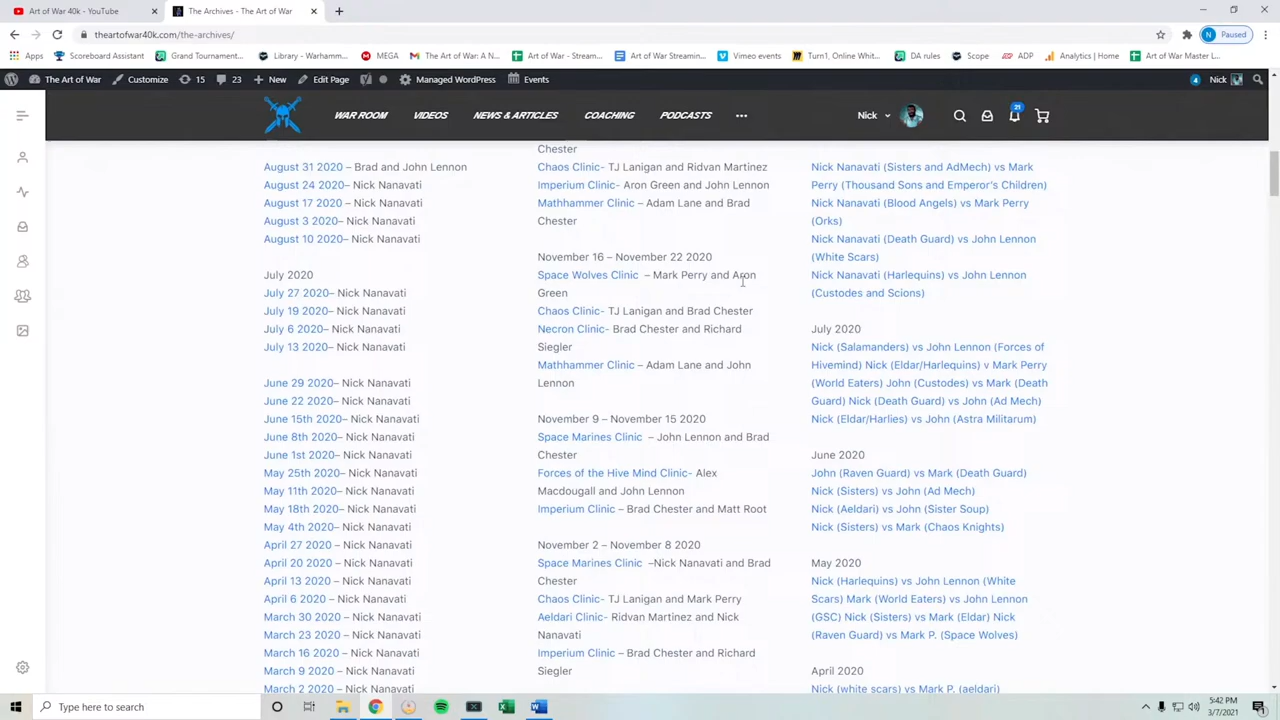 Art of War 40k - YouTube
The Archives - The Art of War
theartofwar40k.com/the-archives/
Paused
Apps
Scoreboard Assistant
Grand Tournament...
Library - Warhamm...
MEGA
The Art of War: A N...
Art of War - Stream...
Art of War Streamin...
Vimeo events
Turn1, Online Whit...
DA rules
Scope
ADP
Analytics | Home
Art of War Master L...
The Art of War
Customize
15
23
New
Edit Page
Managed WordPress
Events
4
Nick
WAR ROOM
VIDEOS
NEWS & ARTICLES
COACHING
PODCASTS
Nick
21
August 31 2020 – Brad and John Lennon
August 24 2020– Nick Nanavati
August 17 2020– Nick Nanavati
August 3 2020– Nick Nanavati
August 10 2020– Nick Nanavati
July 2020
July 27 2020– Nick Nanavati
July 19 2020– Nick Nanavati
July 6 2020– Nick Nanavati
July 13 2020– Nick Nanavati
June 29 2020– Nick Nanavati
June 22 2020– Nick Nanavati
June 15th 2020– Nick Nanavati
June 8th 2020– Nick Nanavati
June 1st 2020– Nick Nanavati
May 25th 2020– Nick Nanavati
May 11th 2020– Nick Nanavati
May 18th 2020– Nick Nanavati
May 4th 2020– Nick Nanavati
April 27 2020 – Nick Nanavati
April 20 2020 – Nick Nanavati
April 13 2020 – Nick Nanavati
April 6 2020 – Nick Nanavati
March 30 2020 – Nick Nanavati
March 23 2020 – Nick Nanavati
March 16 2020 – Nick Nanavati
March 9 2020 – Nick Nanavati
March 2 2020 – Nick Nanavati
Chester
Chaos Clinic- TJ Lanigan and Ridvan Martinez
Imperium Clinic- Aron Green and John Lennon
Mathhammer Clinic – Adam Lane and Brad
Chester
November 16 – November 22 2020
Space Wolves Clinic – Mark Perry and Aron
Green
Chaos Clinic- TJ Lanigan and Brad Chester
Necron Clinic- Brad Chester and Richard
Siegler
Mathhammer Clinic – Adam Lane and John
Lennon
November 9 – November 15 2020
Space Marines Clinic – John Lennon and Brad
Chester
Forces of the Hive Mind Clinic- Alex
Macdougall and John Lennon
Imperium Clinic – Brad Chester and Matt Root
November 2 – November 8 2020
Space Marines Clinic –Nick Nanavati and Brad
Chester
Chaos Clinic- TJ Lanigan and Mark Perry
Aeldari Clinic- Ridvan Martinez and Nick
Nanavati
Imperium Clinic – Brad Chester and Richard
Siegler
Nick Nanavati (Sisters and AdMech) vs Mark
Perry (Thousand Sons and Emperor's Children)
Nick Nanavati (Blood Angels) vs Mark Perry
(Orks)
Nick Nanavati (Death Guard) vs John Lennon
(White Scars)
Nick Nanavati (Harlequins) vs John Lennon
(Custodes and Scions)
July 2020
Nick (Salamanders) vs John Lennon (Forces of
Hivemind) Nick (Eldar/Harlequins) v Mark Perry
(World Eaters) John (Custodes) vs Mark (Death
Guard) Nick (Death Guard) vs John (Ad Mech)
Nick (Eldar/Harlies) vs John (Astra Militarum)
June 2020
John (Raven Guard) vs Mark (Death Guard)
Nick (Sisters) vs John (Ad Mech)
Nick (Aeldari) vs John (Sister Soup)
Nick (Sisters) vs Mark (Chaos Knights)
May 2020
Nick (Harlequins) vs John Lennon (White
Scars) Mark (World Eaters) vs John Lennon
(GSC) Nick (Sisters) vs Mark (Eldar) Nick
(Raven Guard) vs Mark P. (Space Wolves)
April 2020
Nick (white scars) vs Mark P. (aeldari)
Type here to search
5:42 PM
3/7/2021